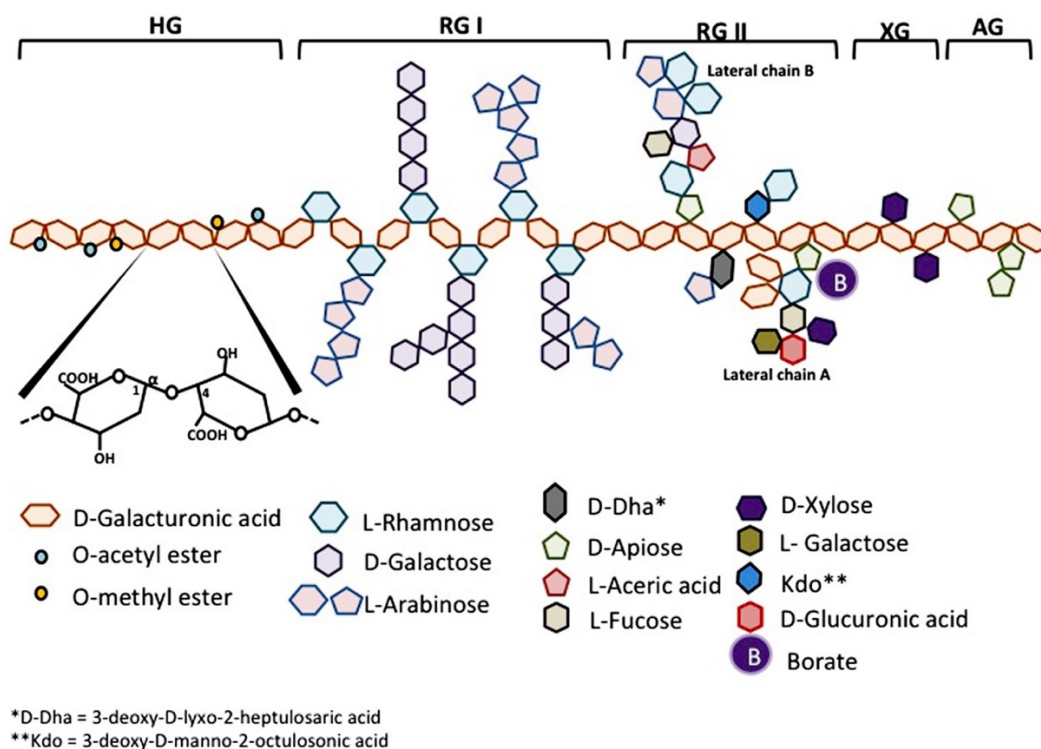 HG RG I RG II XG AG
Lateral chain B
B
Lateral chain A
COOH O α OH
1 O 4
O O
OH COOH O
D-Galacturonic acid
O-acetyl ester
O-methyl ester
L-Rhamnose
D-Galactose
L-Arabinose
D-Dha*
D-Apiose
L-Aceric acid
L-Fucose
D-Xylose
L- Galactose
Kdo**
D-Glucuronic acid
B Borate
*D-Dha = 3-deoxy-D-lyxo-2-heptulosaric acid
**Kdo = 3-deoxy-D-manno-2-octulosonic acid